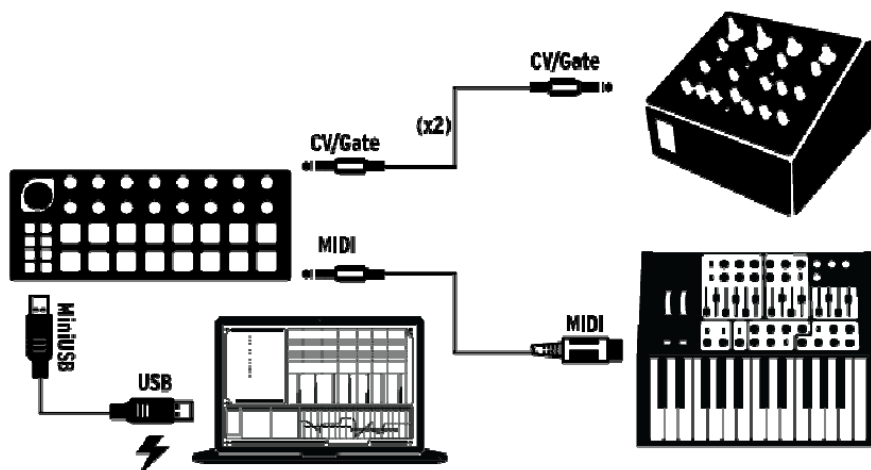 CV/Gate
(x2)
CV/Gate
MIDI
MIDI
MiniUSB
USB